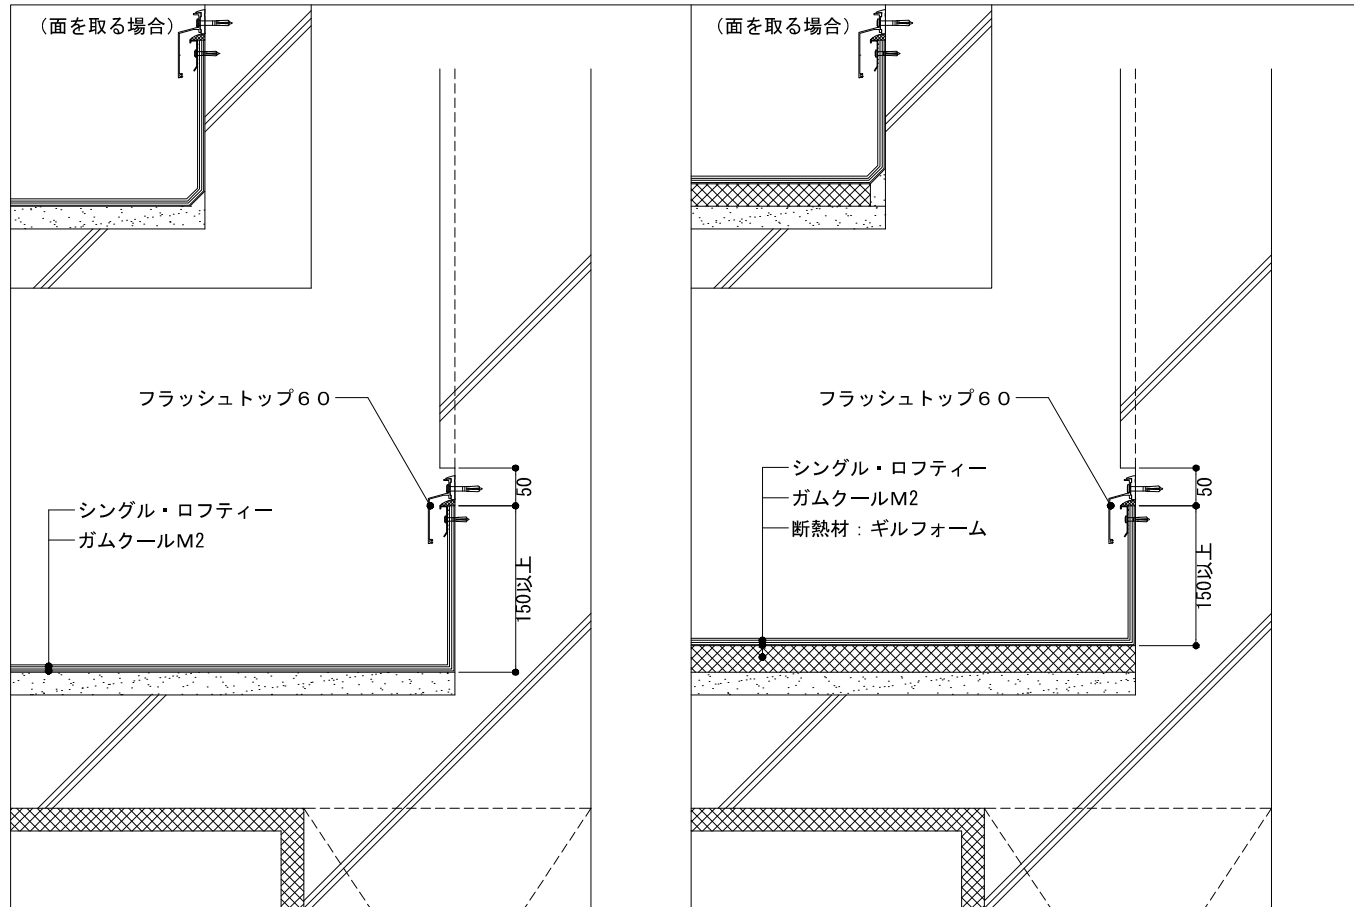 (面を取る場合)
フラッシュトップ60
シングル・ロフティー
ガムクールM2
50
150以上
(面を取る場合)
フラッシュトップ60
シングル・ロフティー
ガムクールM2
断熱材:ギルフォーム
50
150以上